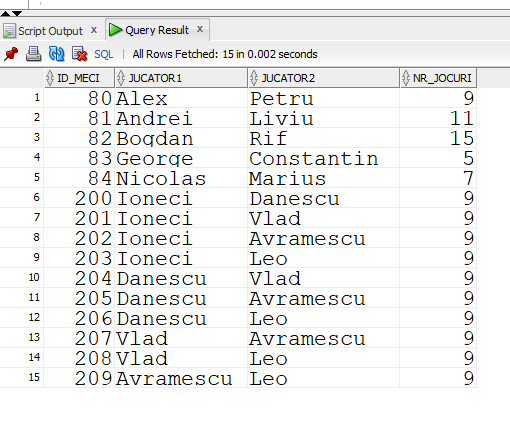 Script Output x Query Result x
SQL | All Rows Fetched: 15 in 0.002 seconds
ID_MECI JUCATOR1 JUCATOR2 NR_JOCURI
1 80 Alex Petru 9
2 81 Andrei Liviu 11
3 82 Bogdan Rif 15
4 83 George Constantin 5
5 84 Nicolas Marius 7
6 200 Ioneci Danescu 9
7 201 Ioneci Vlad 9
8 202 Ioneci Avramescu 9
9 203 Ioneci Leo 9
10 204 Danescu Vlad 9
11 205 Danescu Avramescu 9
12 206 Danescu Leo 9
13 207 Vlad Avramescu 9
14 208 Vlad Leo 9
15 209 Avramescu Leo 9